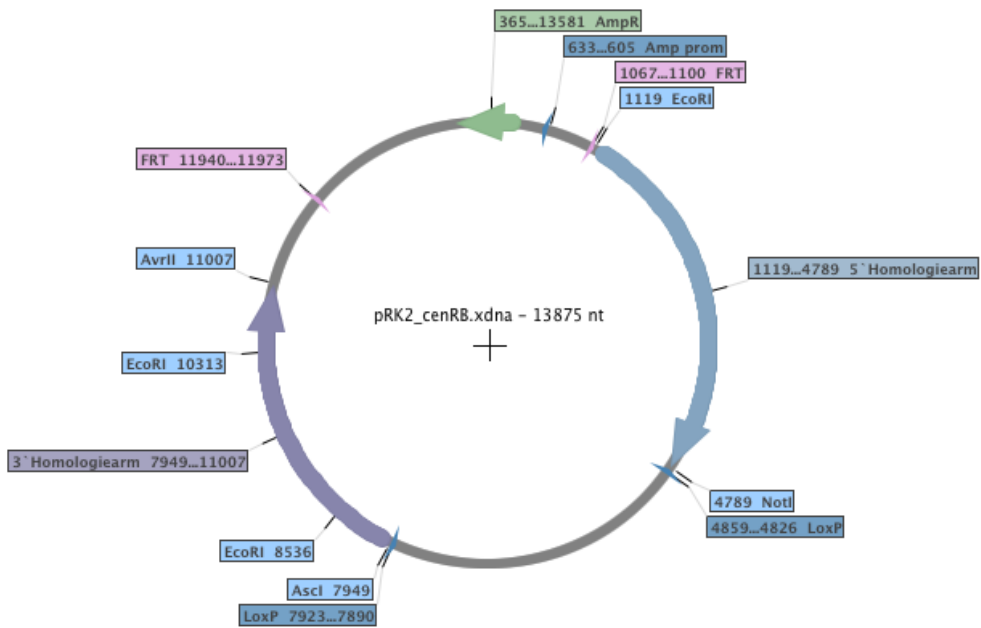 365...13581 AmpR
633...605 Amp prom
1067...1100 FRT
1119 EcoRI
FRT 11940...11973
AvrII 11007
1119...4789 5`Homologiearm
pRK2_cenRB.xdna - 13875 nt
EcoRI 10313
3`Homologiearm 7949...11007
4789 NotI
4859...4826 LoxP
EcoRI 8536
AscI 7949
LoxP 7923...7890